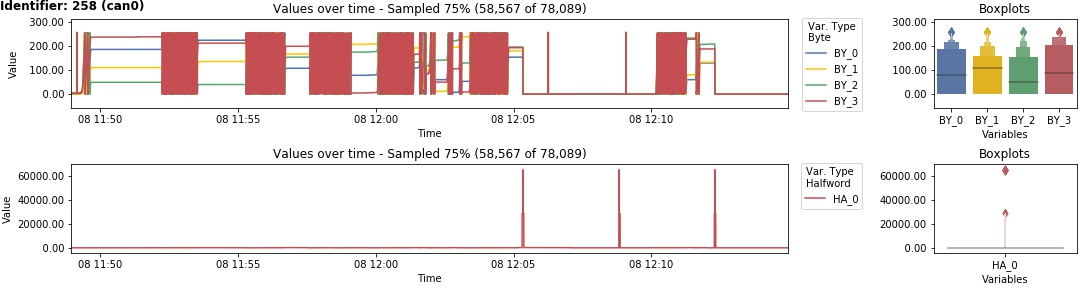 Identifier: 258 (can0)
Values over time - Sampled 75% (58,567 of 78,089)
Boxplots
300.00
200.00
100.00
0.00
Value
08 11:50
08 11:55
08 12:00
08 12:05
08 12:10
Time
Var. Type
Byte
BY_0
BY_1
BY_2
BY_3
300.00
200.00
100.00
0.00
BY_0
BY_1
BY_2
BY_3
Variables
Values over time - Sampled 75% (58,567 of 78,089)
Boxplots
60000.00
40000.00
20000.00
0.00
Value
08 11:50
08 11:55
08 12:00
08 12:05
08 12:10
Time
Var. Type
Halfword
HA_0
60000.00
40000.00
20000.00
0.00
HA_0
Variables